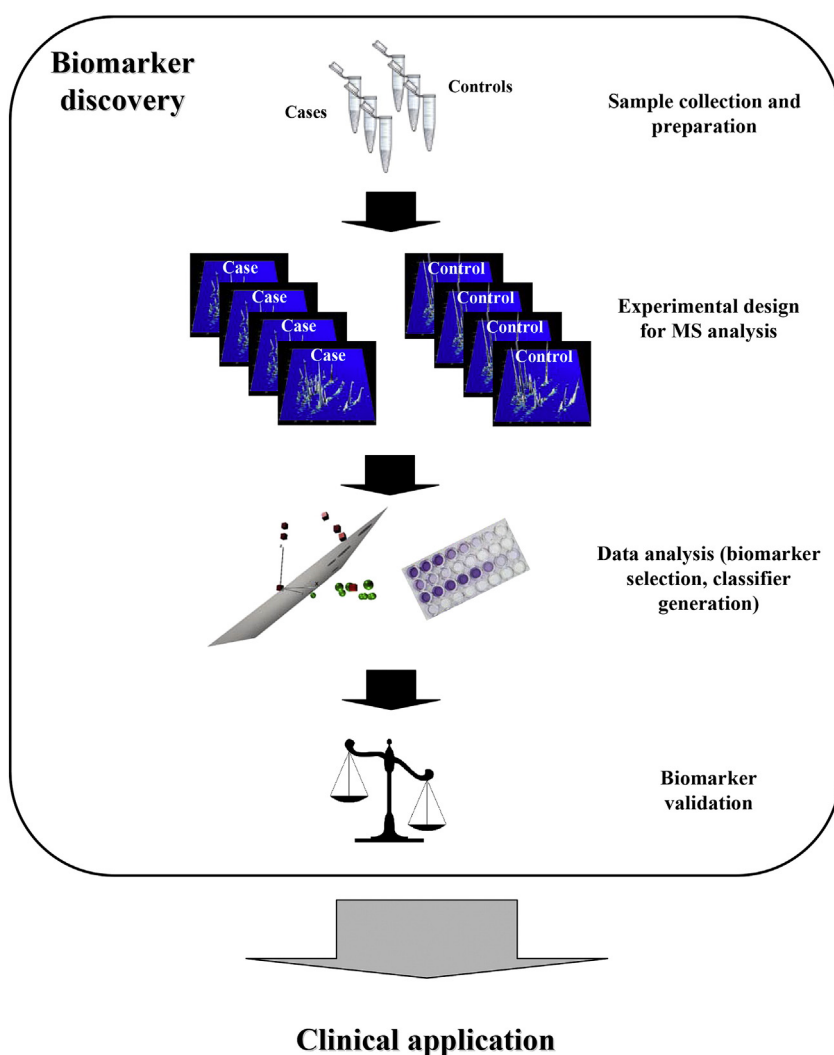 Biomarker
discovery
Controls
Cases
Sample collection and
preparation
Case
Case
Case
Case
Control
Control
Control
Control
Experimental design
for MS analysis
Data analysis (biomarker
selection, classifier
generation)
Biomarker
validation
Clinical application